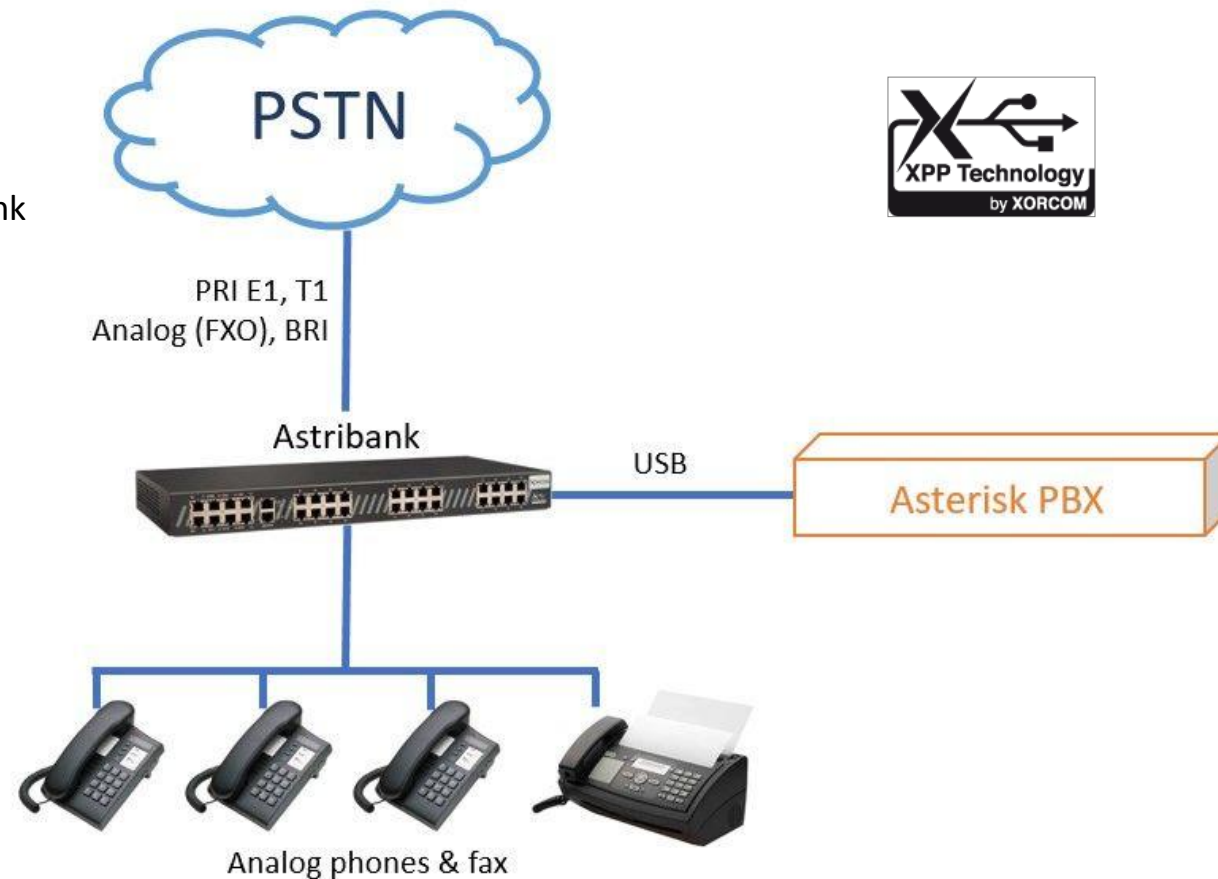 PSTN
XPP Technology
by XORCOM
nk
PRI E1, T1
Analog (FXO), BRI
Astribank
USB
Asterisk PBX
XORCOM
Analog phones & fax